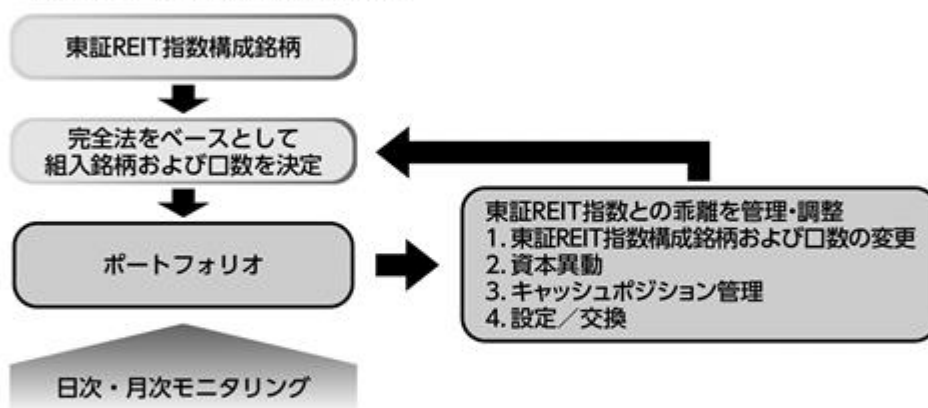 東証REIT指数構成銘柄
完全法をベースとして
組入銘柄および口数を決定
ポートフォリオ
東証REIT指数との乖離を管理・調整
1. 東証REIT指数構成銘柄および口数の変更
2. 資本異動
3. キャッシュポジション管理
4. 設定／交換
日次・月次モニタリング